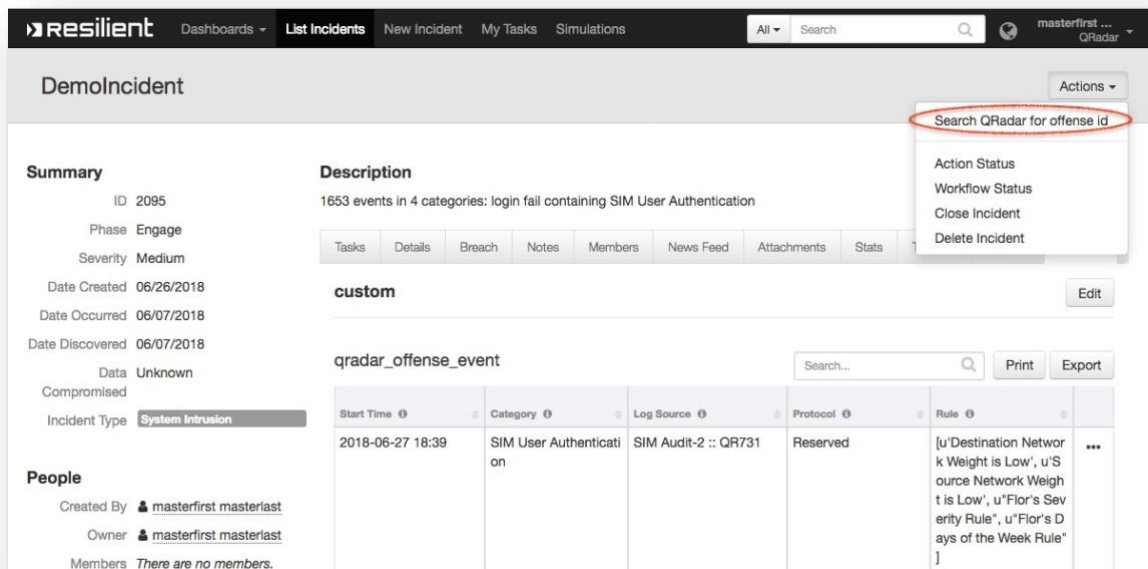 Resilient Dashboards List Incidents New Incident My Tasks Simulations All Search masterfirst ...
QRadar
DemoIncident
Actions
Search QRadar for offense id
Action Status
Workflow Status
Close Incident
Delete Incident
Summary
ID 2095
Phase Engage
Severity Medium
Date Created 06/26/2018
Date Occurred 06/07/2018
Date Discovered 06/07/2018
Data Unknown
Compromised
Incident Type System Intrusion
People
Created By masterfirst masterlast
Owner masterfirst masterlast
Members There are no members.
Description
1653 events in 4 categories: login fail containing SIM User Authentication
Tasks Details Breach Notes Members News Feed Attachments Stats
custom
Edit
qradar_offense_event
Search...
Print
Export
Start Time Category Log Source Protocol Rule
2018-06-27 18:39
SIM User Authenticati
on
SIM Audit-2 :: QR731
Reserved
[u'Destination Networ
k Weight is Low', u'S
ource Network Weigh
t is Low', u"Flor's Sev
erity Rule", u"Flor's D
ays of the Week Rule"
]